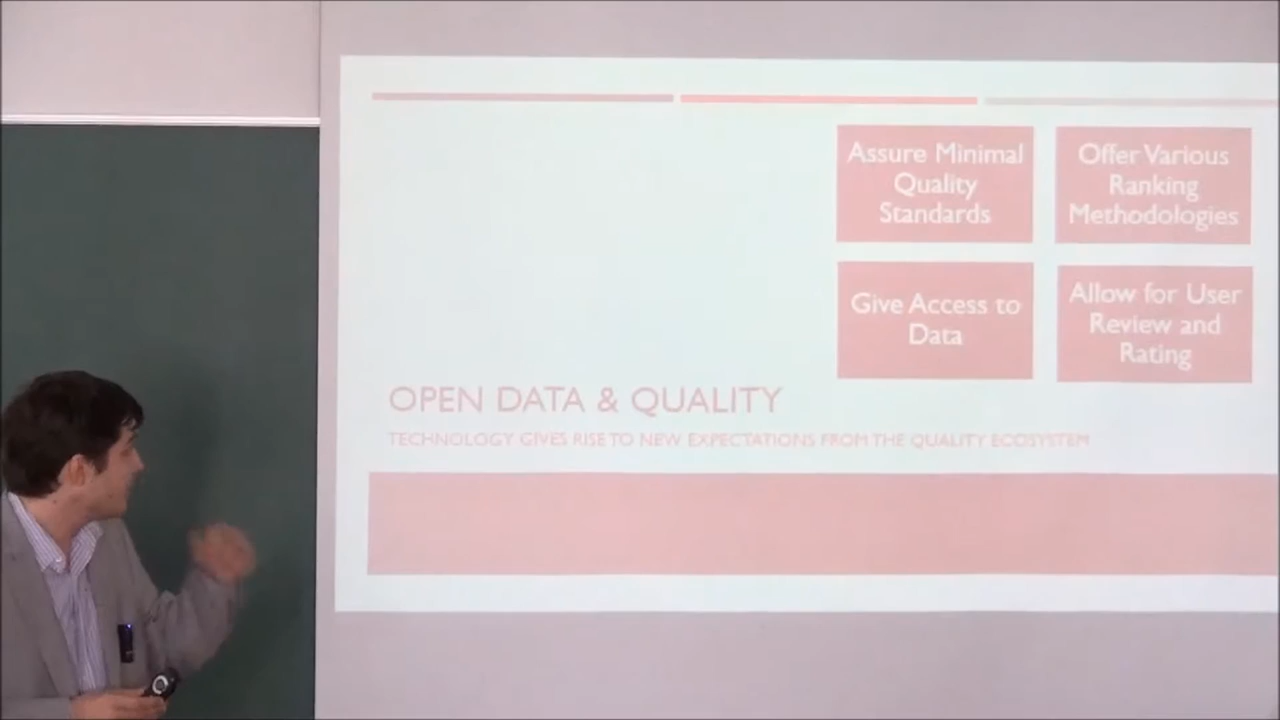 Assure Minimal
Quality
Standards
Offer Various
Ranking
Methodologies
Give Access to
Data
Allow for User
Review and
Rating
OPEN DATA & QUALITY
TECHNOLOGY GIVES RISE TO NEW EXPECTATIONS FROM THE QUALITY ECOSYSTEM